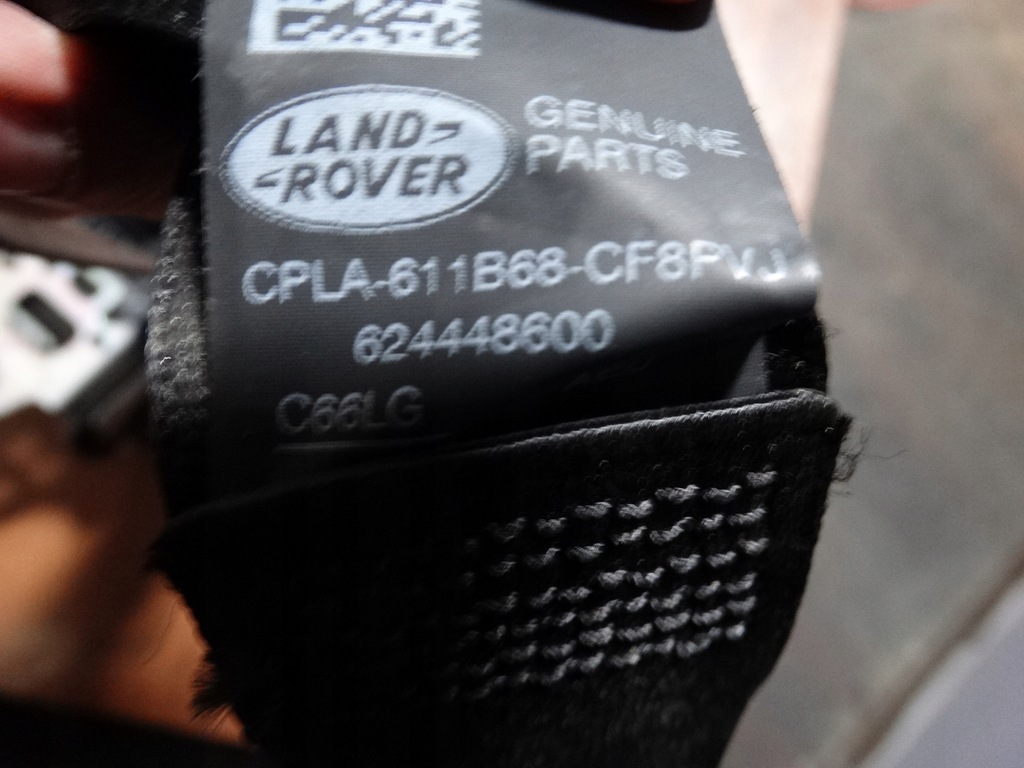 LAND
ROVER
GENUINE
PARTS
CPLA-611B68-CF8PVJ
624448600
C66LG